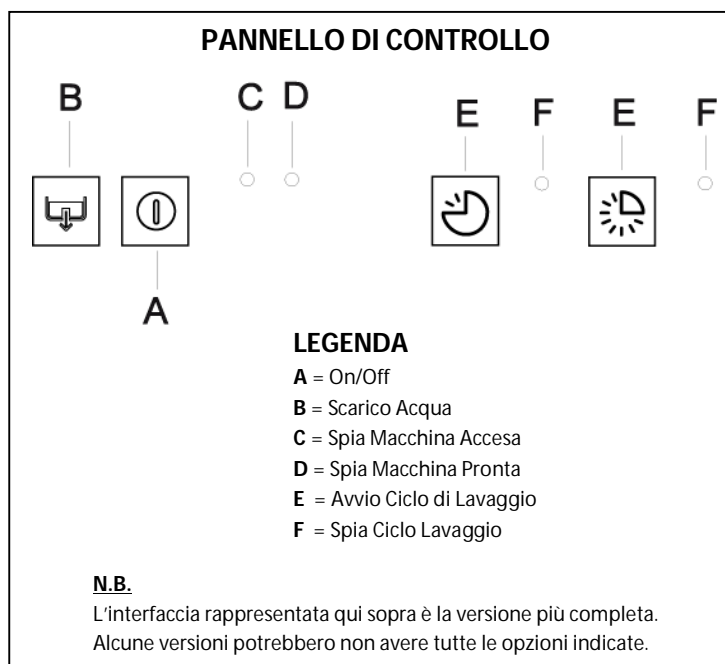 PANNELLO DI CONTROLLO
B C D E F E F
A
LEGENDA
A = On/Off
B = Scarico Acqua
C = Spia Macchina Accesa
D = Spia Macchina Pronta
E = Avvio Ciclo di Lavaggio
F = Spia Ciclo Lavaggio
N.B.
L'interfaccia rappresentata qui sopra è la versione più completa.
Alcune versioni potrebbero non avere tutte le opzioni indicate.